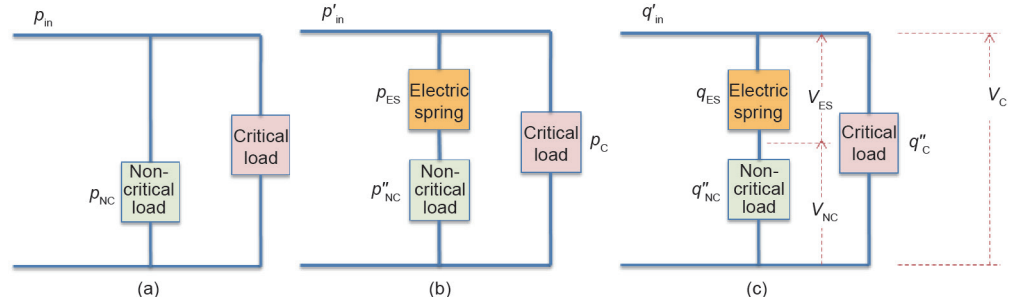 p_in
p_NC
Non-
critical
load
Critical
load
(a)
p′_in
p_ES
Electric
spring
p″_NC
Non-
critical
load
Critical
load
p_C
(b)
q′_in
q_ES
Electric
spring
V_ES
q″_NC
Non-
critical
load
V_NC
Critical
load
q″_C
V_C
(c)